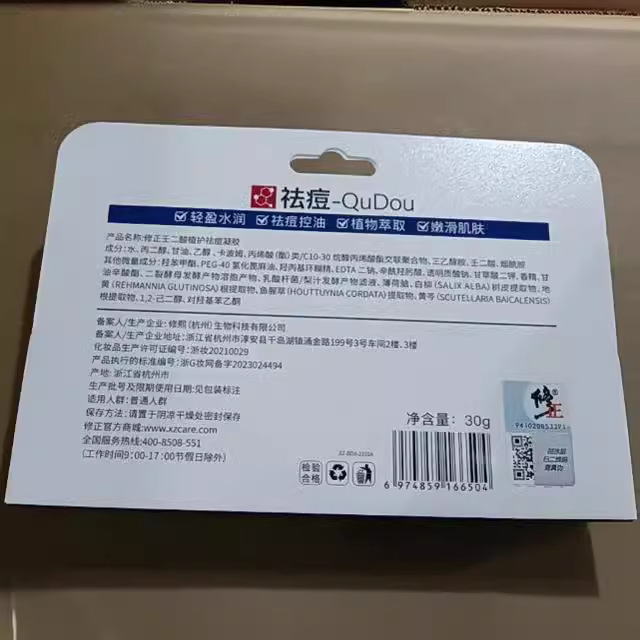 祛痘-QuDou
轻盈水润 祛痘控油 植物萃取 嫩滑肌肤
产品名称:修正壬二酸植护祛痘凝胶
成分:水、丙二醇、甘油、乙醇、卡波姆、丙烯酸(酯)类/C10-30 烷醇丙烯酸酯交联聚合物、三乙醇胺、壬二酸、烟酰胺
其他微量成分:羟苯甲酯、PEG-40 氢化蓖麻油、羟丙基环糊精、EDTA 二钠、辛酰羟肟酸、透明质酸钠、甘草酸二钾、香精、甘
油辛酸酯、二裂酵母发酵产物溶胞产物、乳酸杆菌/梨汁发酵产物滤液、薄荷脑、白柳(SALIX ALBA)树皮提取物、地
黄(REHMANNIA GLUTINOSA)根提取物、鱼腥草(HOUTTUYNIA CORDATA)提取物、黄芩(SCUTELLARIA BAICALENSIS)
根提取物、1,2-己二醇、对羟基苯乙酮
备案人/生产企业:修熙(杭州)生物科技有限公司
备案人/生产企业地址:浙江省杭州市淳安县千岛湖镇涌金路199号3号车间2楼、3楼
化妆品生产许可证编号:浙妆20210029
产品执行的标准编号:浙G妆网备字2023024494
产地:浙江省杭州市
生产批号及限期使用日期:见包装标注
适用人群:普通人群
保存方法:请置于阴凉干燥处密封保存
修正官方商城:www.xzcare.com
全国服务热线:400-8508-551
(工作时间9:00-17:00节假日除外)
净含量: 30g
检验
合格
6 974859 166504
修正